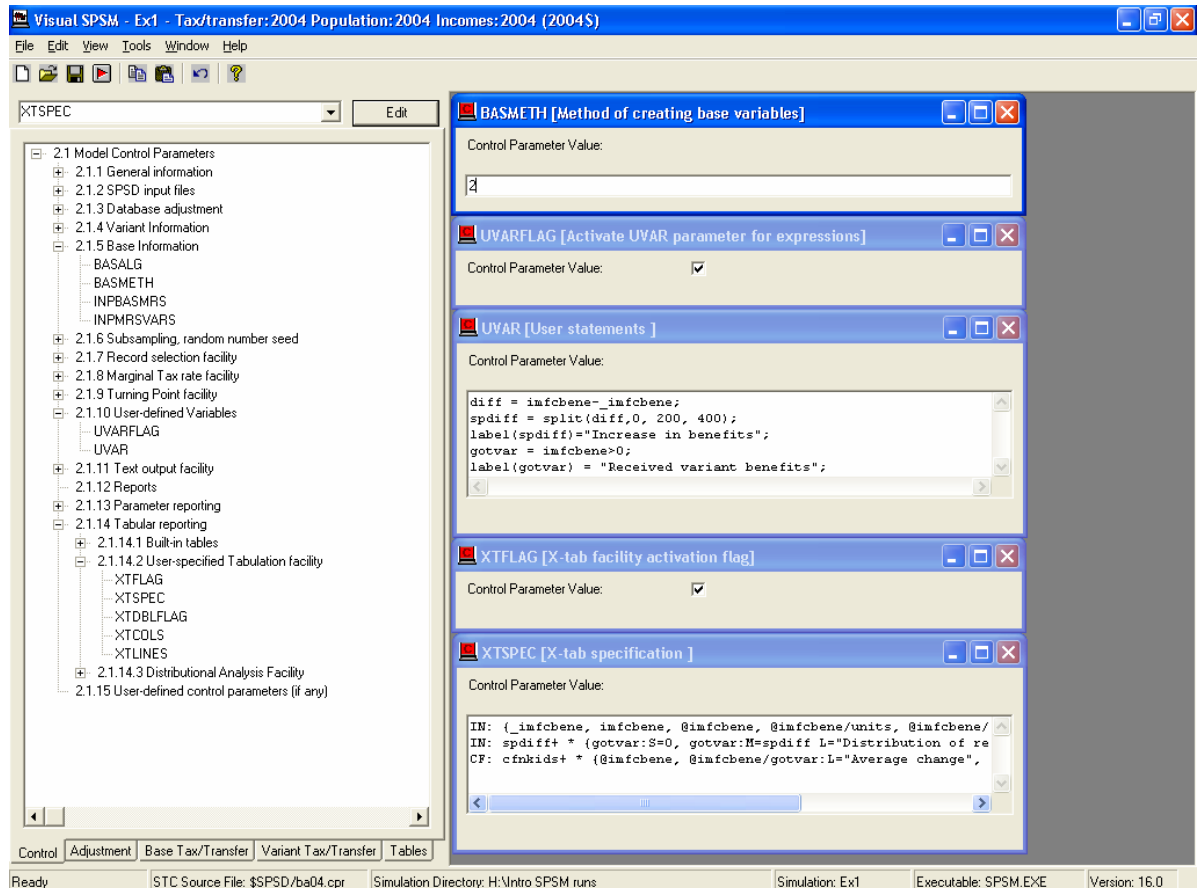 Visual SPSM - Ex1 - Tax/transfer:2004 Population:2004 Incomes:2004 (2004$)
File Edit View Tools Window Help
XTSPEC Edit
2.1 Model Control Parameters
2.1.1 General information
2.1.2 SPSD input files
2.1.3 Database adjustment
2.1.4 Variant Information
2.1.5 Base Information
BASALG
BASMETH
INPBASMRS
INPMRSVARS
2.1.6 Subsampling, random number seed
2.1.7 Record selection facility
2.1.8 Marginal Tax rate facility
2.1.9 Turning Point facility
2.1.10 User-defined Variables
UVARFLAG
UVAR
2.1.11 Text output facility
2.1.12 Reports
2.1.13 Parameter reporting
2.1.14 Tabular reporting
2.1.14.1 Built-in tables
2.1.14.2 User-specified Tabulation facility
XTFLAG
XTSPEC
XTDBLFLAG
XTCOLS
XTLINES
2.1.14.3 Distributional Analysis Facility
2.1.15 User-defined control parameters (if any)
Control Adjustment Base Tax/Transfer Variant Tax/Transfer Tables
BASMETH [Method of creating base variables]
Control Parameter Value:
2
UVARFLAG [Activate UVAR parameter for expressions]
Control Parameter Value:
UVAR [User statements ]
Control Parameter Value:
diff = imfcbene-_imfcbene;
spdiff = split(diff,0, 200, 400);
label(spdiff)="Increase in benefits";
gotvar = imfcbene>0;
label(gotvar) = "Received variant benefits";
XTFLAG [X-tab facility activation flag]
Control Parameter Value:
XTSPEC [X-tab specification ]
Control Parameter Value:
IN: {_imfcbene, imfcbene, @imfcbene, @imfcbene/units, @imfcbene/
IN: spdiff+ * {gotvar:S=0, gotvar:M=spdiff L="Distribution of re
CF: cfnkids+ * {@imfcbene, @imfcbene/gotvar:L="Average change",
Ready STC Source File: $SPSD/ba04.cpr Simulation Directory: H:\Intro SPSM runs Simulation: Ex1 Executable: SPSM.EXE Version: 16.0